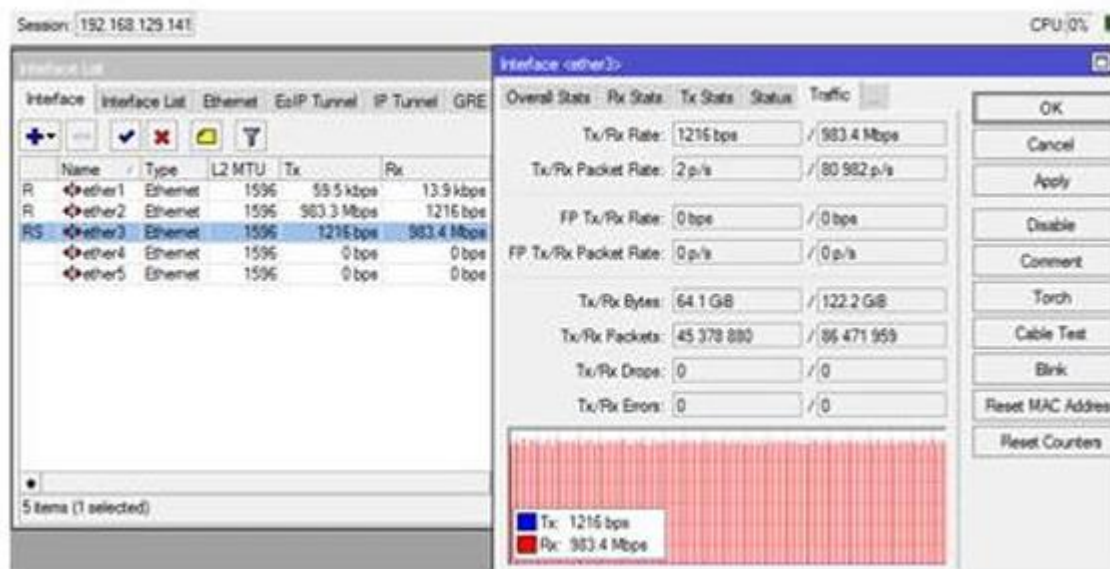 Session: 192.168.129.141 CPU: 0%
Interface List
Interface Interface List Ethernet EoIP Tunnel IP Tunnel GRE
Name / Type L2 MTU Tx Rx
R ether1 Ethernet 1596 59.5 kbps 13.9 kbps
R ether2 Ethernet 1596 983.3 Mbps 1216 bps
RS ether3 Ethernet 1596 1216 bps 983.4 Mbps
ether4 Ethernet 1596 0 bps 0 bps
ether5 Ethernet 1596 0 bps 0 bps
5 items (1 selected)
Interface <ether3>
Overall Stats Rx Stats Tx Stats Status Traffic ...
Tx/Rx Rate: 1216 bps / 983.4 Mbps
Tx/Rx Packet Rate: 2 p/s / 80 982 p/s
FP Tx/Rx Rate: 0 bps / 0 bps
FP Tx/Rx Packet Rate: 0 p/s / 0 p/s
Tx/Rx Bytes: 64.1 GiB / 122.2 GiB
Tx/Rx Packets: 45 378 880 / 86 471 959
Tx/Rx Drops: 0 / 0
Tx/Rx Errors: 0 / 0
Tx: 1216 bps
Rx: 983.4 Mbps
OK
Cancel
Apply
Disable
Comment
Torch
Cable Test
Blink
Reset MAC Addres
Reset Counters